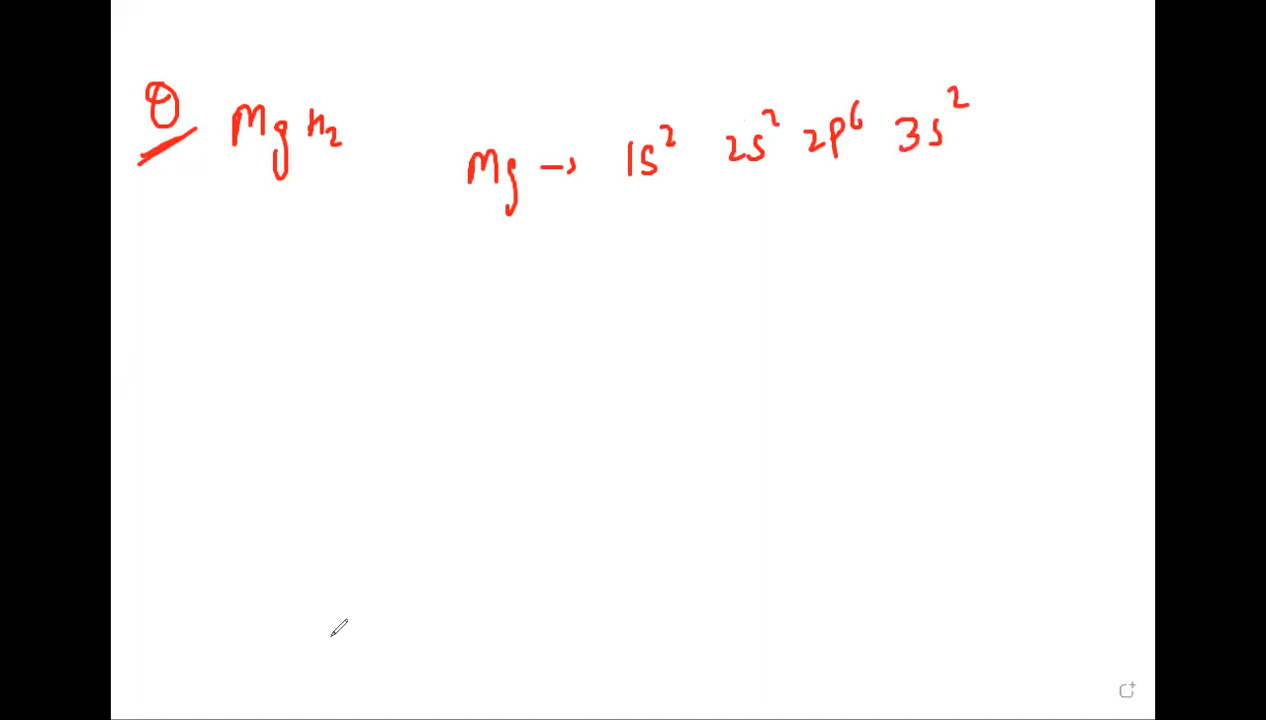 Q MgH₂
Mg → 1s² 2s² 2p⁶ 3s²